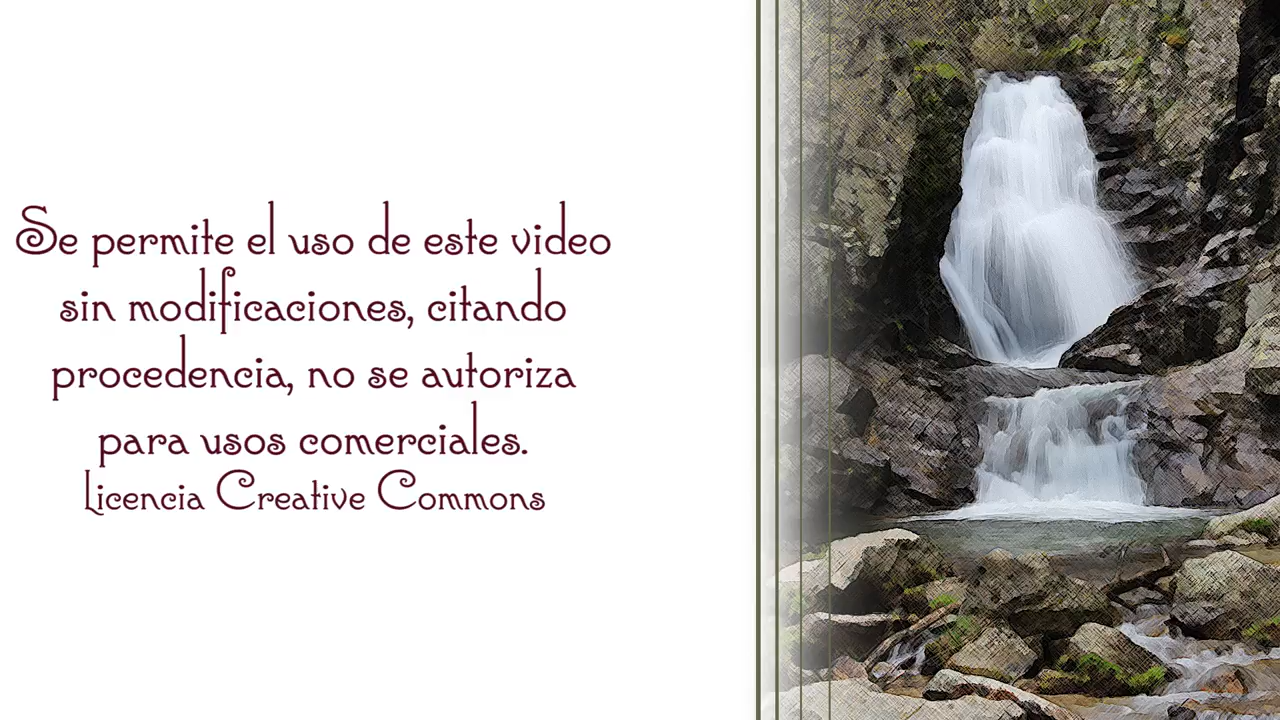 Se permite el uso de este video
sin modificaciones, citando
procedencia, no se autoriza
para usos comerciales.
Licencia Creative Commons